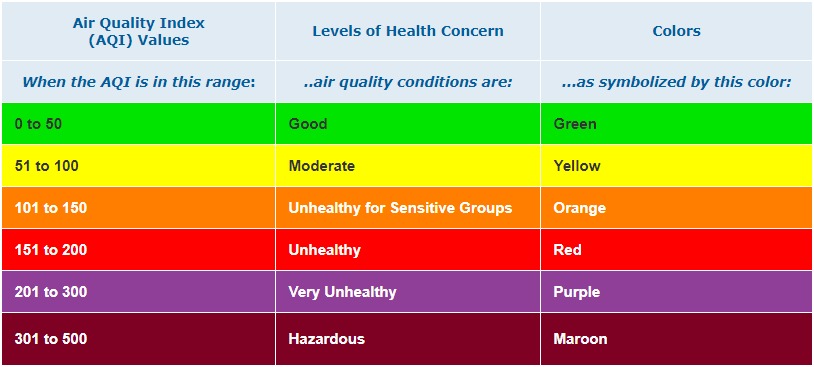 Air Quality Index
(AQI) Values
Levels of Health Concern
Colors
When the AQI is in this range:
..air quality conditions are:
...as symbolized by this color:
0 to 50
Good
Green
51 to 100
Moderate
Yellow
101 to 150
Unhealthy for Sensitive Groups
Orange
151 to 200
Unhealthy
Red
201 to 300
Very Unhealthy
Purple
301 to 500
Hazardous
Maroon